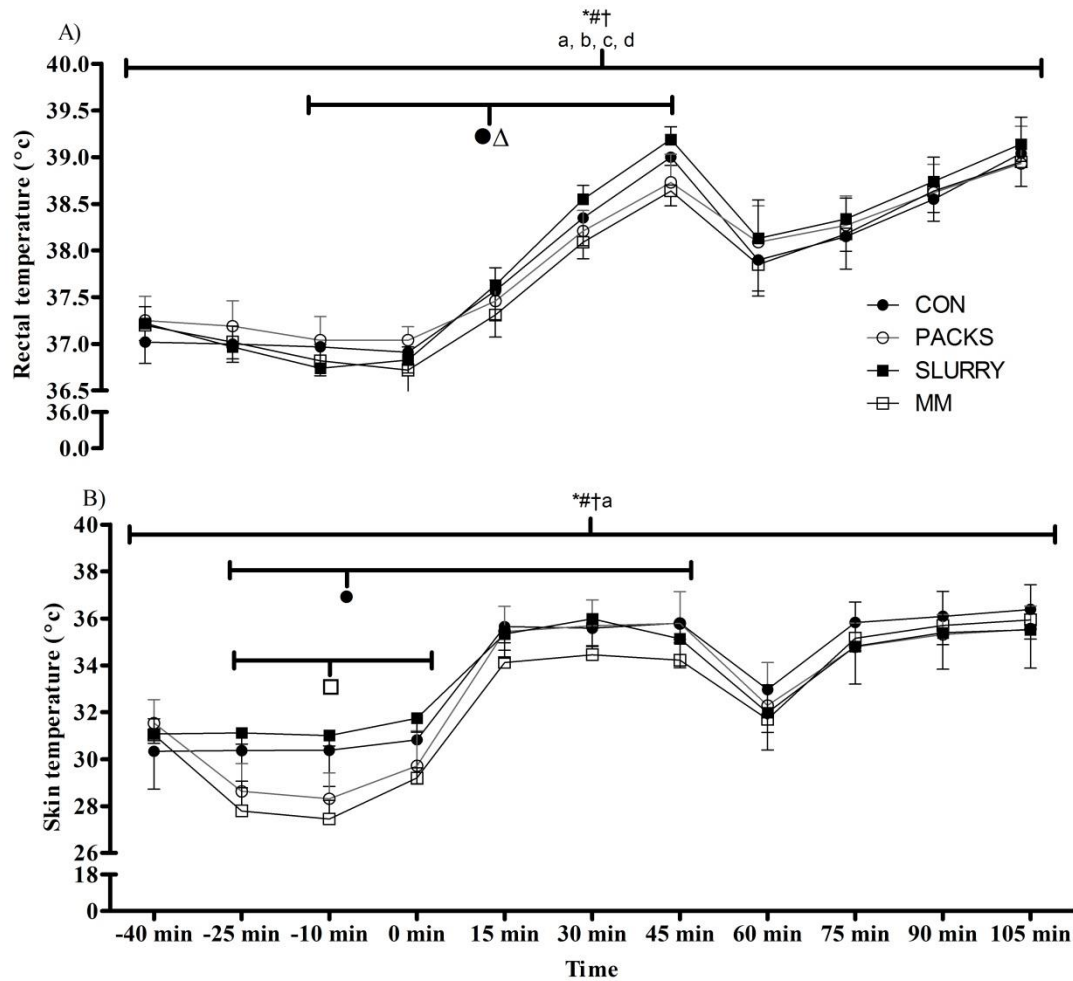 A)
*#†
a, b, c, d
40.0
39.5
●Δ
39.0
38.5
38.0
37.5
37.0
36.5
36.0
0.0
Rectal temperature (°c)
CON
PACKS
SLURRY
MM
B)
*#†a
40
38
●
36
34
□
32
30
28
26
18
0
Skin temperature (°c)
-40 min -25 min -10 min 0 min 15 min 30 min 45 min 60 min 75 min 90 min 105 min
Time